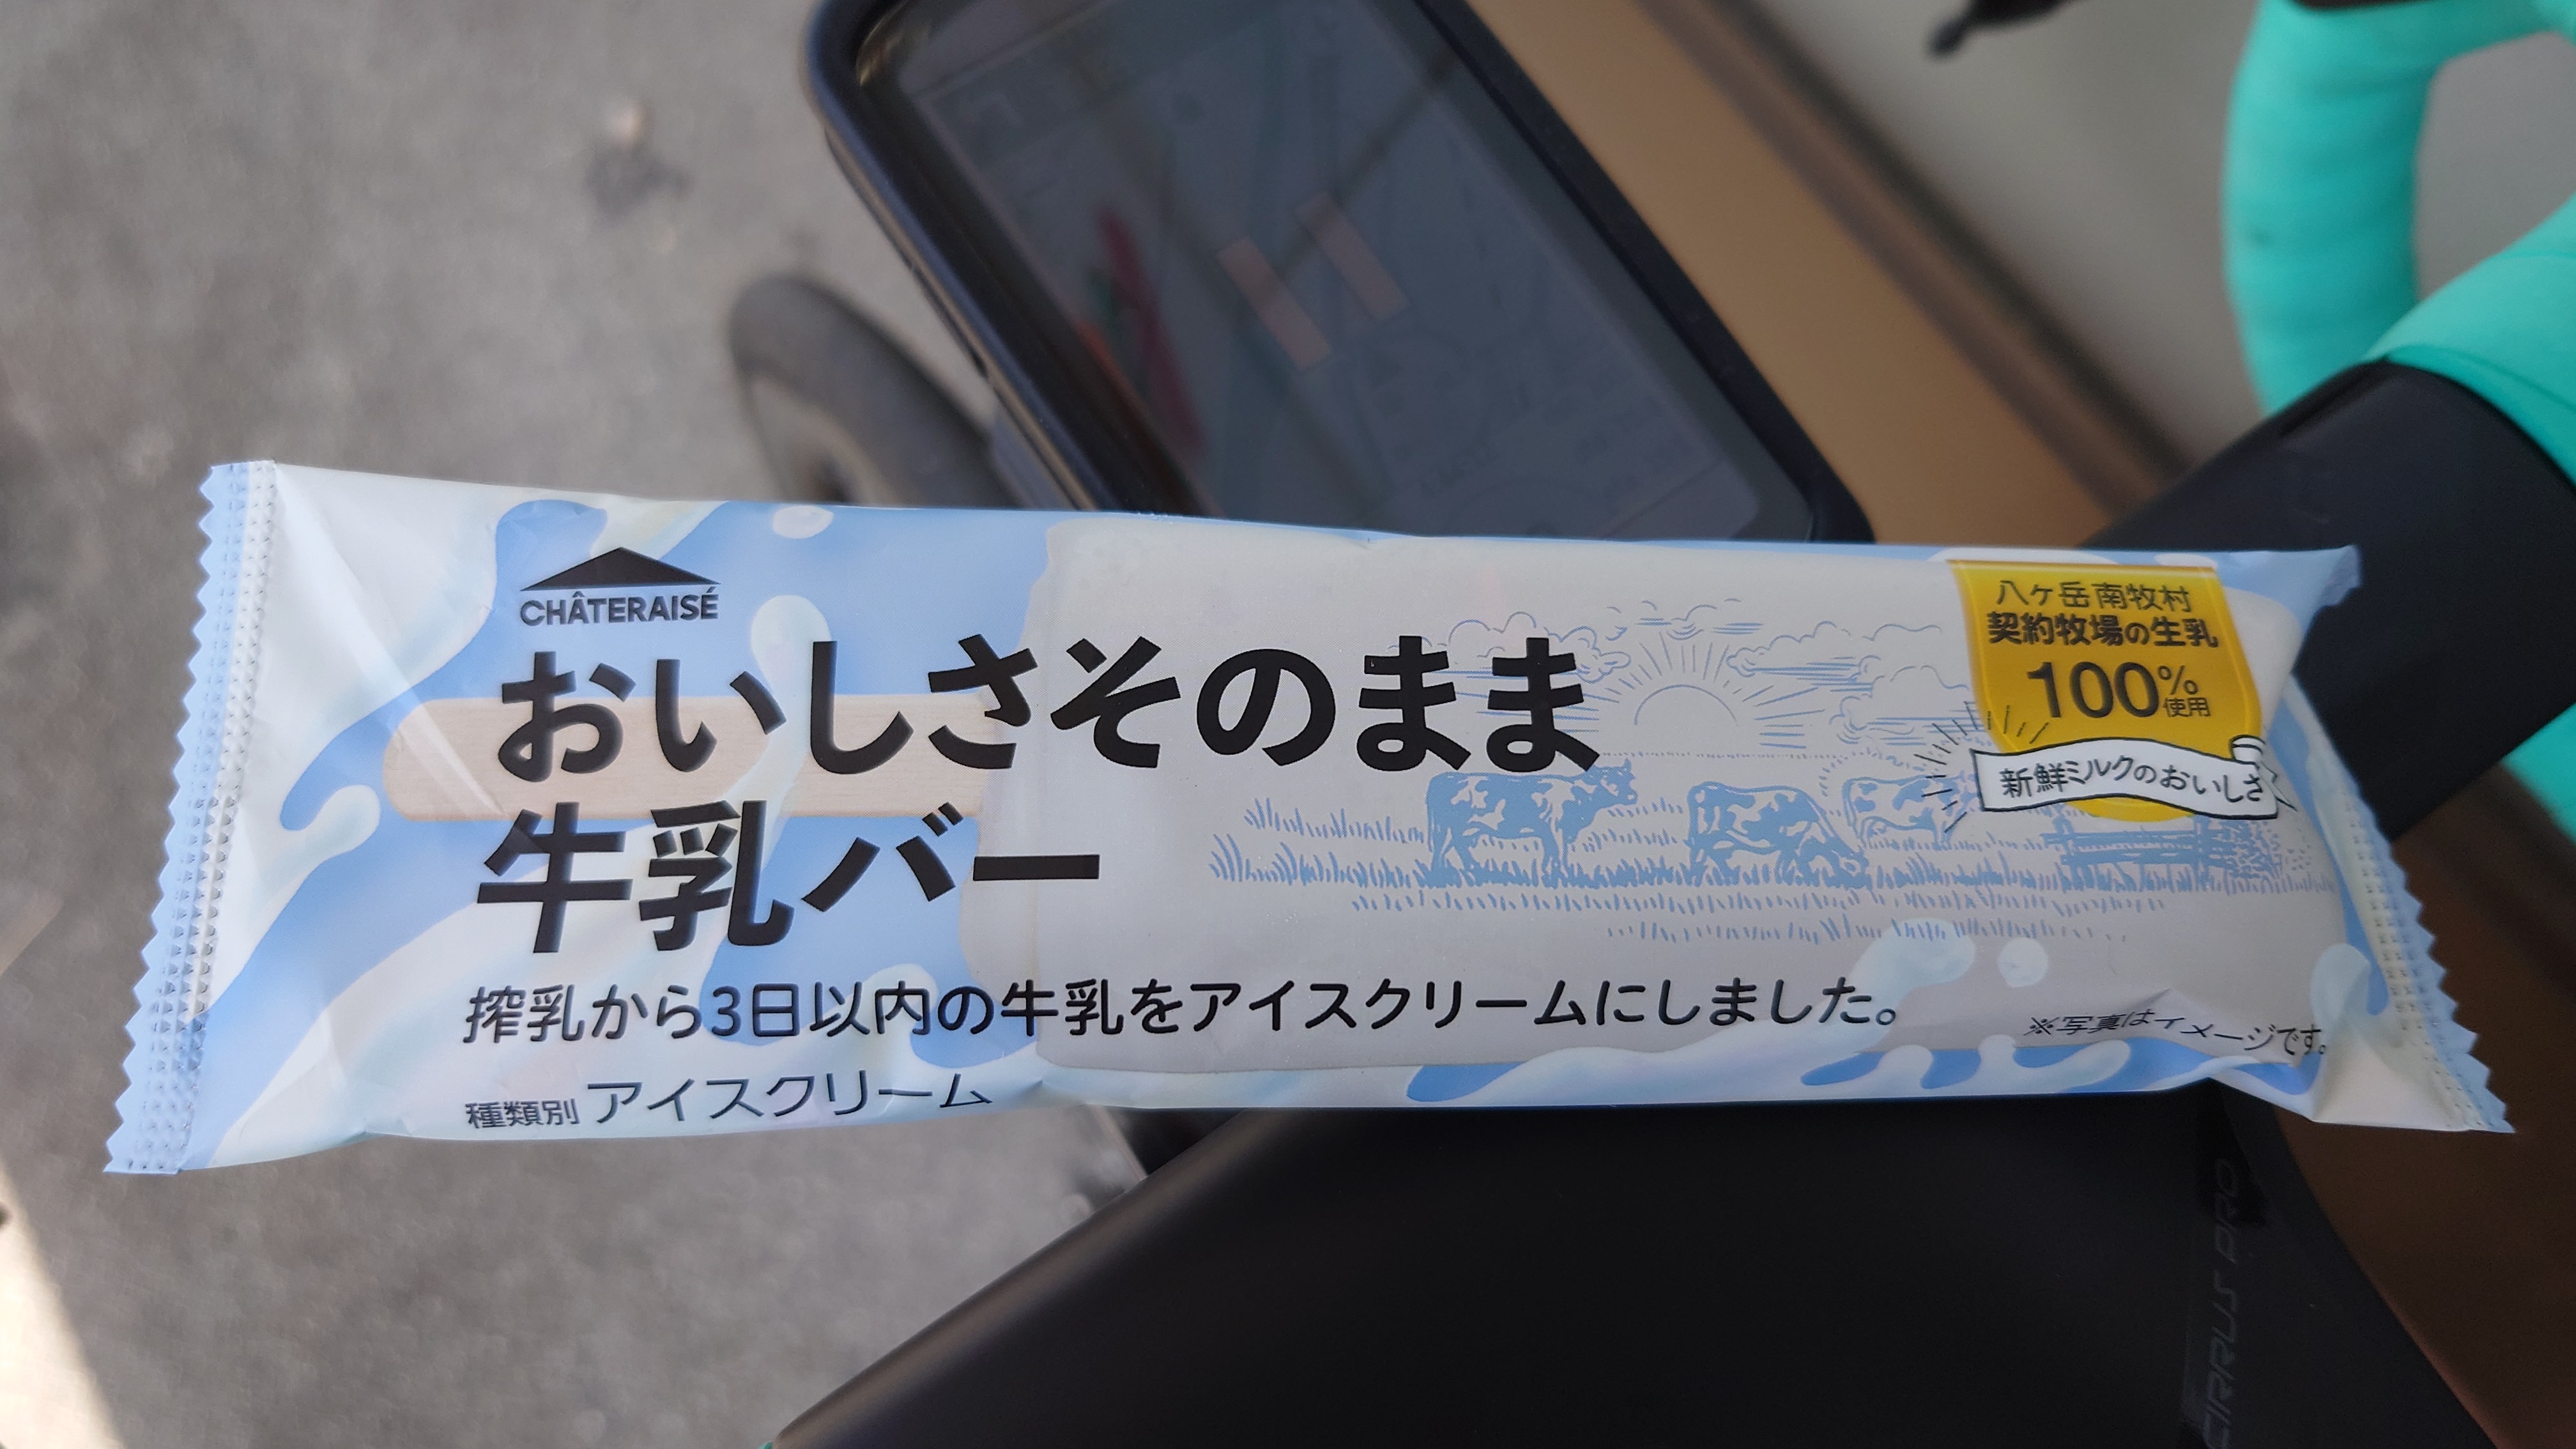 CHÂTERAISÉ
おいしさそのまま
牛乳バー
搾乳から3日以内の牛乳をアイスクリームにしました。
種類別 アイスクリーム
八ヶ岳南牧村
契約牧場の生乳
100%
使用
新鮮ミルクのおいしさ
※写真はイメージです。
CIRRUS PRO